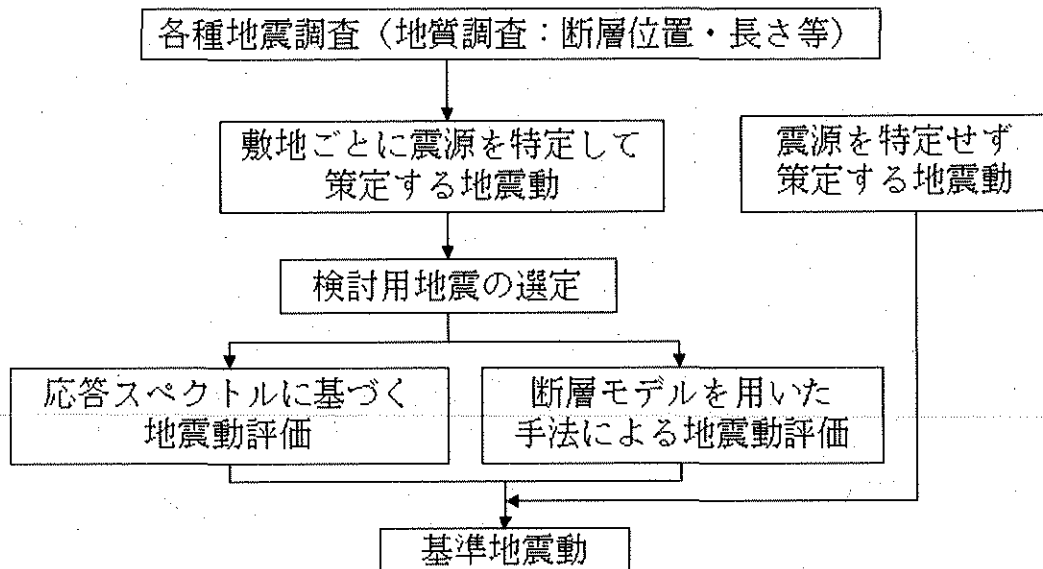 各種地震調査（地質調査：断層位置・長さ等）
敷地ごとに震源を特定して
策定する地震動
震源を特定せず
策定する地震動
検討用地震の選定
応答スペクトルに基づく
地震動評価
断層モデルを用いた
手法による地震動評価
基準地震動